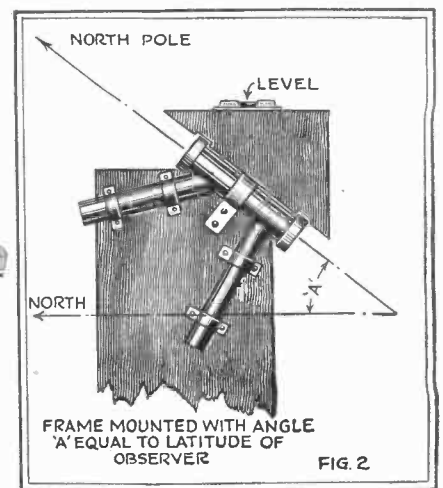 NORTH POLE
LEVEL
'A'
NORTH
FRAME MOUNTED WITH ANGLE
'A' EQUAL TO LATITUDE OF
OBSERVER
FIG. 2